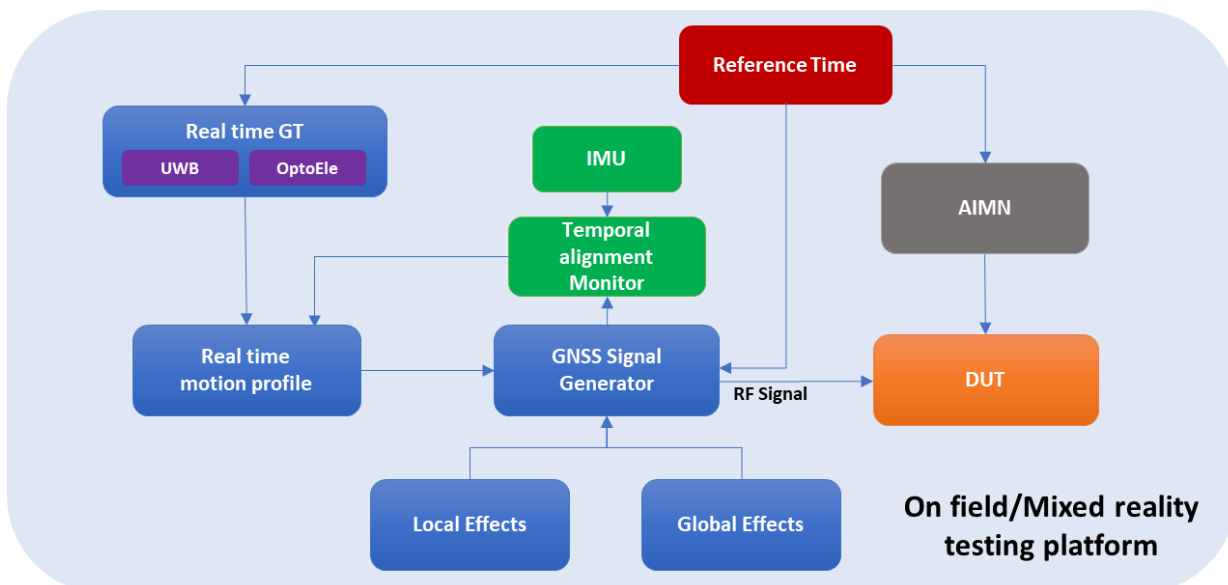 Reference Time
Real time GT
UWB
OptoEle
IMU
AIMN
Temporal
alignment
Monitor
Real time
motion profile
GNSS Signal
Generator
RF Signal
DUT
Local Effects
Global Effects
On field/Mixed reality
testing platform